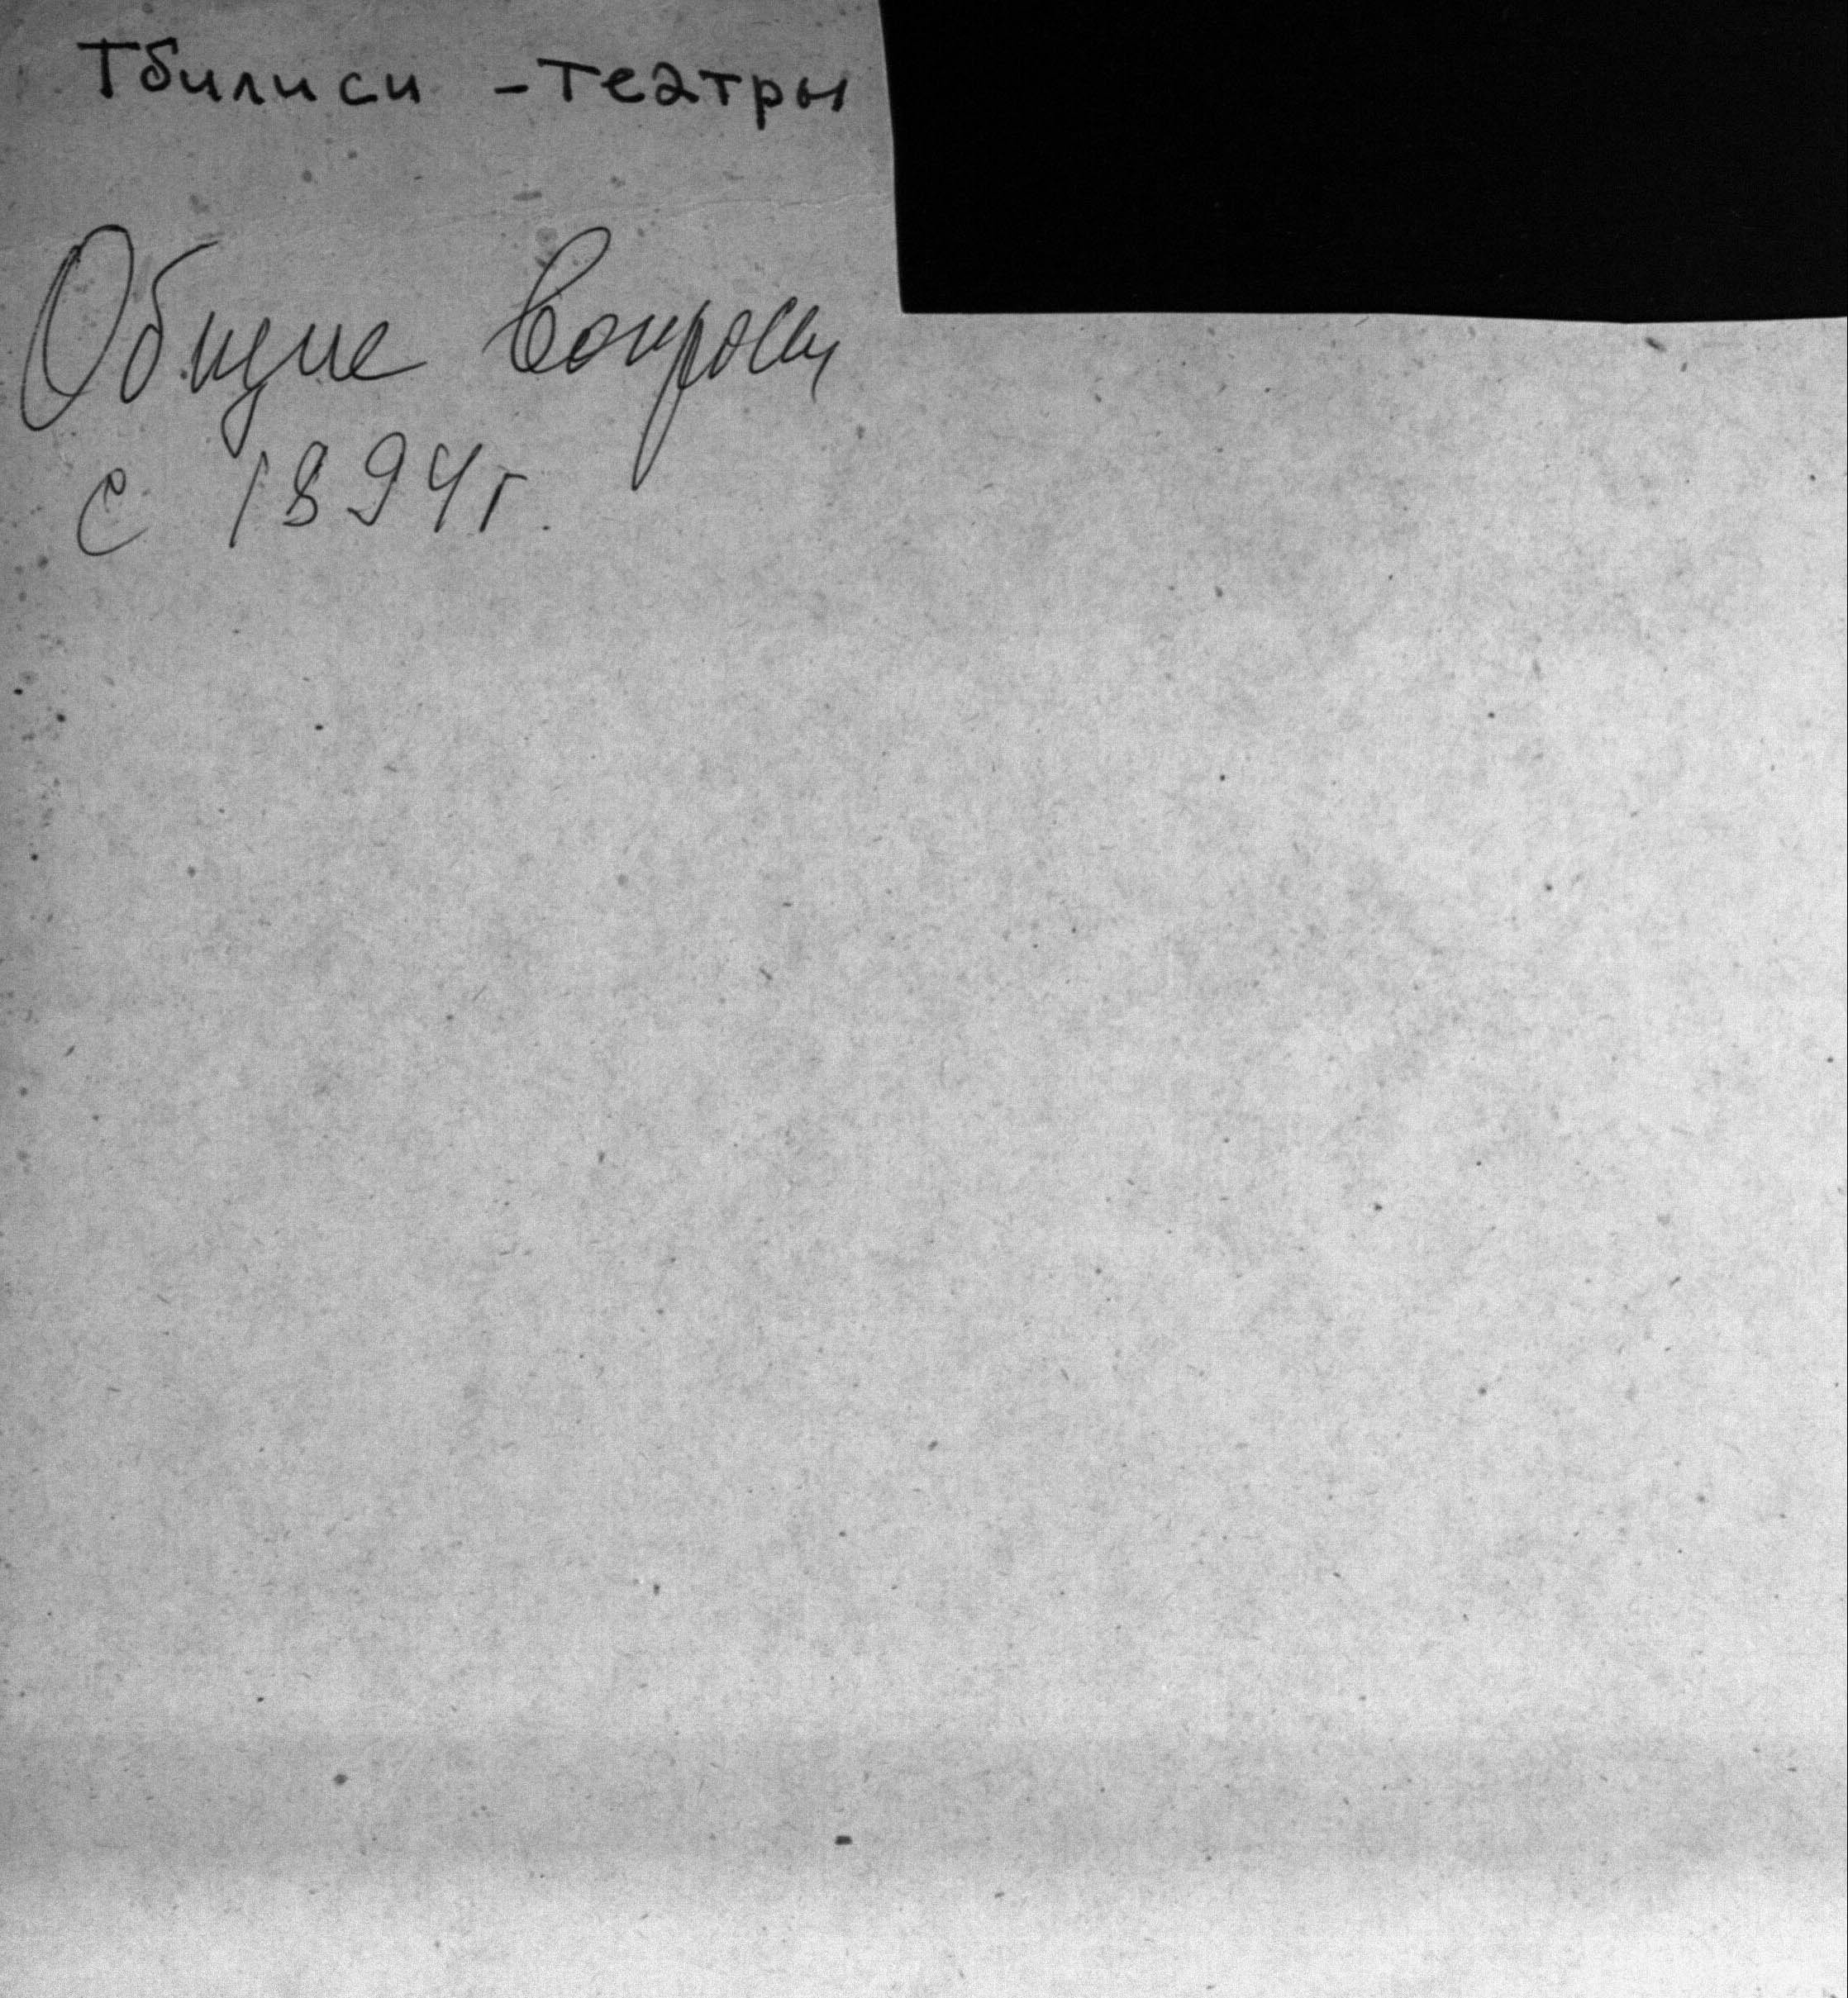 Тбилиси - театры
Общие вопросы
с 1894г.